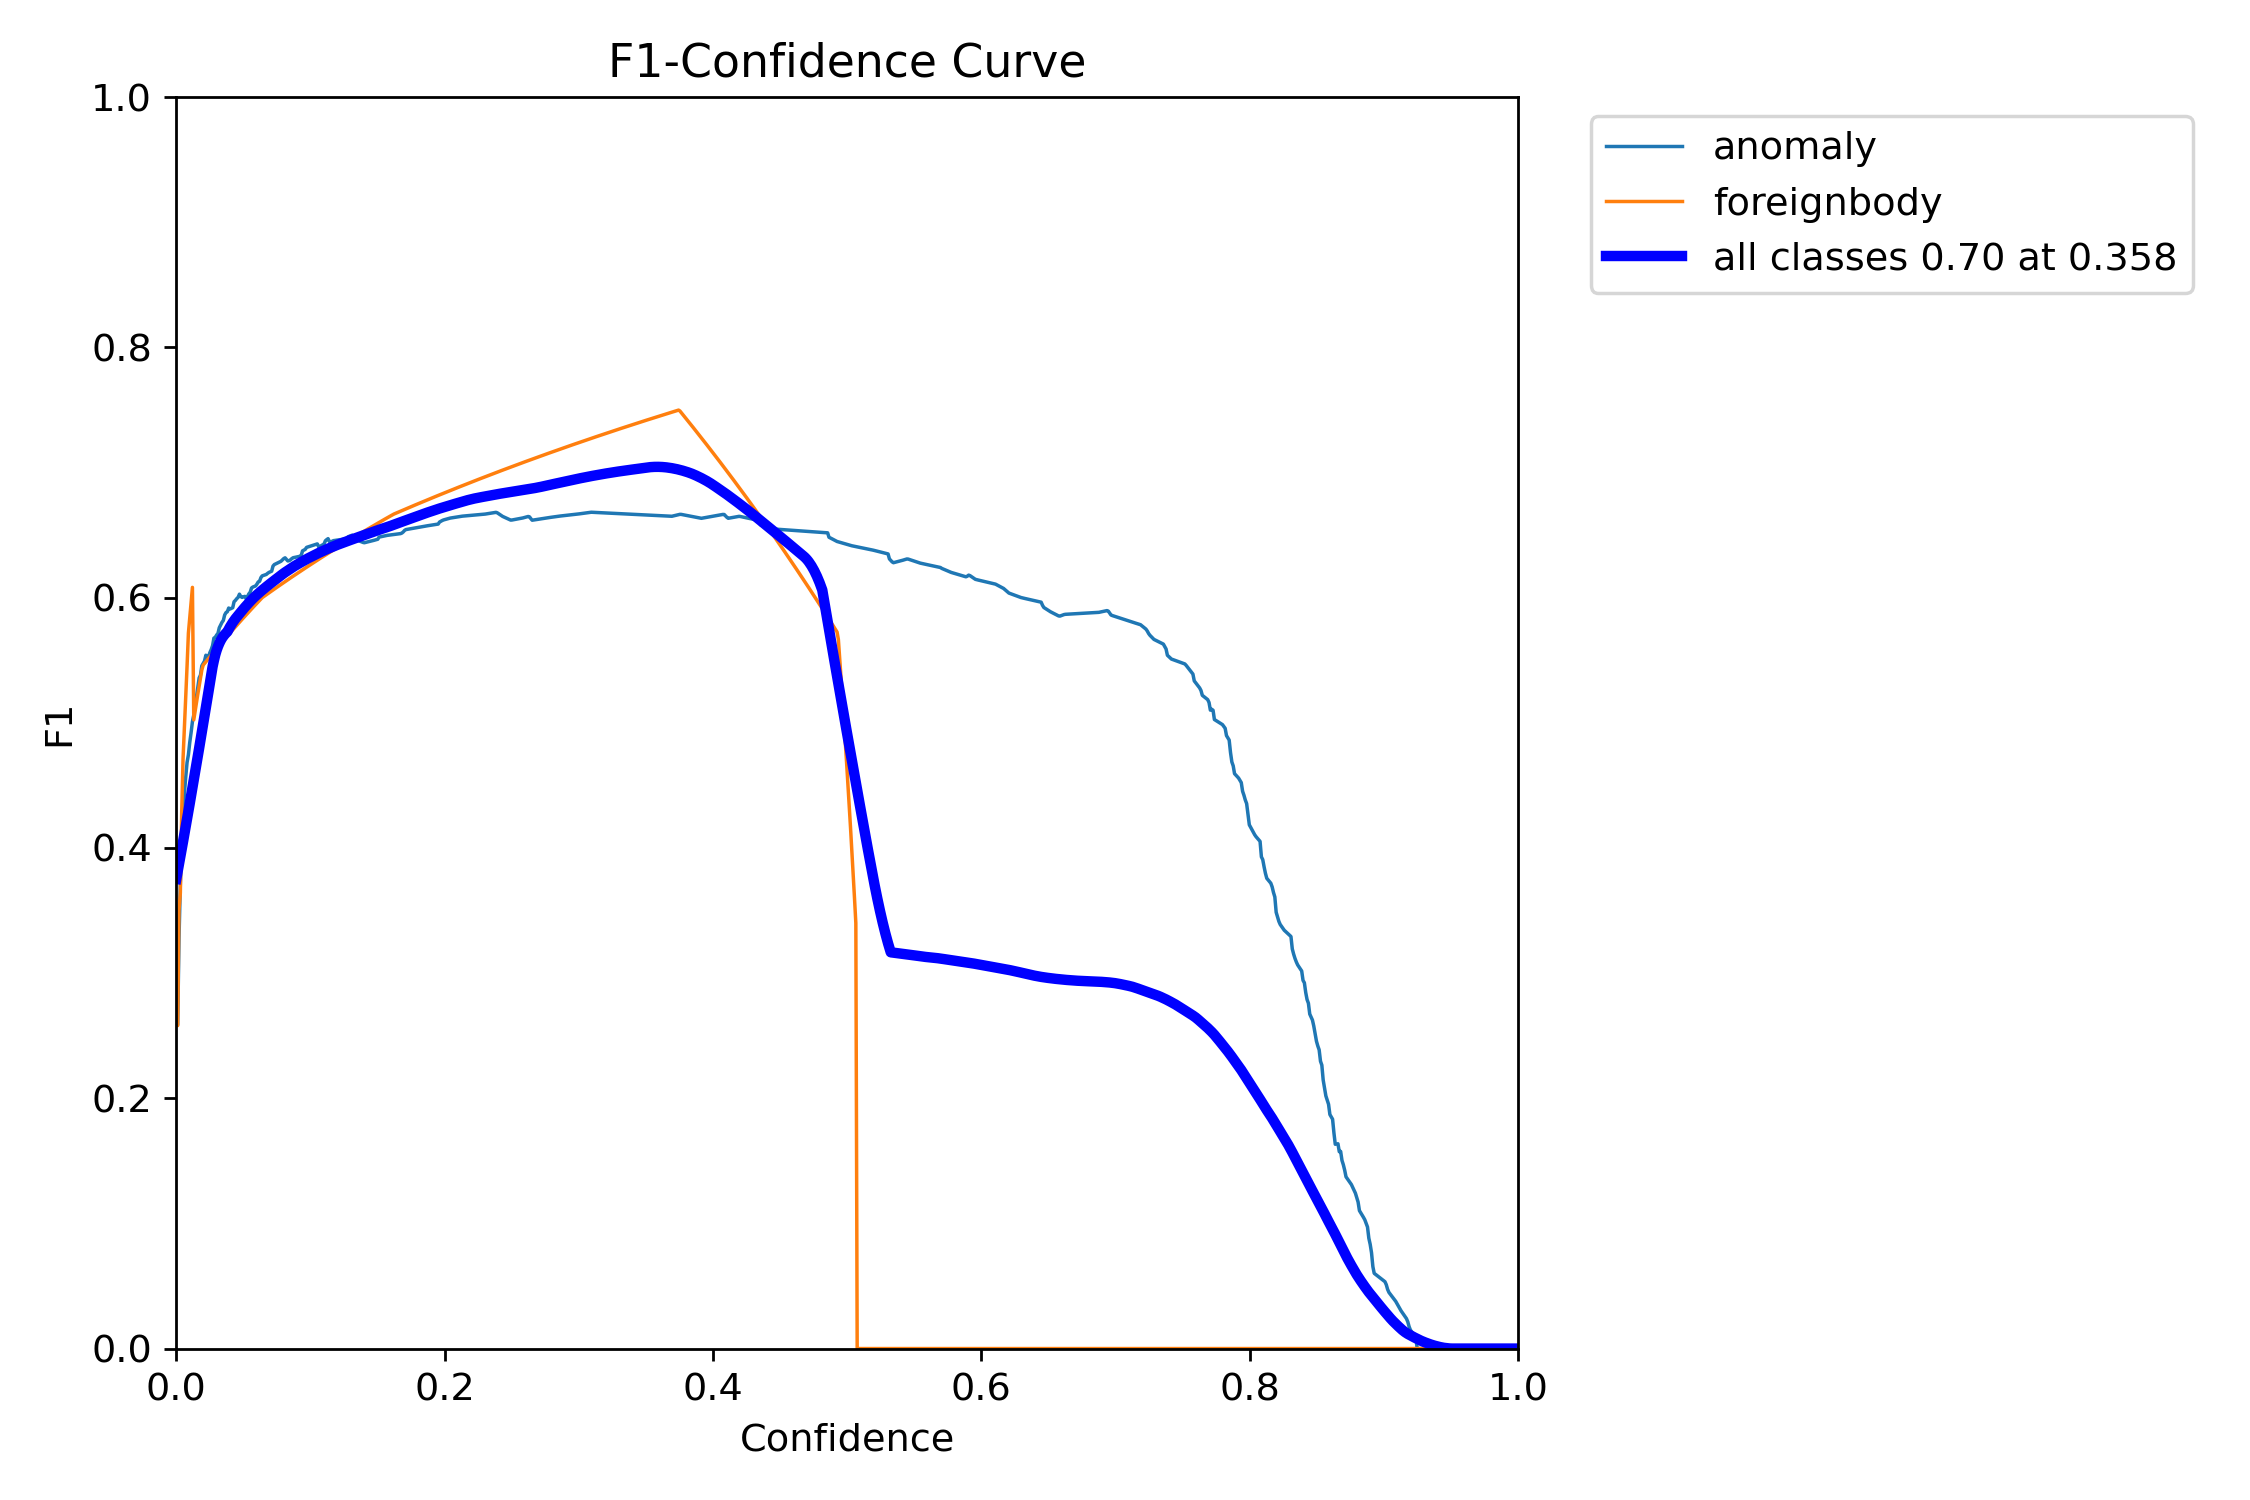 F1-Confidence Curve
1.0
0.8
0.6
0.4
0.2
0.0
F1
0.0 0.2 0.4 0.6 0.8 1.0
Confidence
anomaly
foreignbody
all classes 0.70 at 0.358